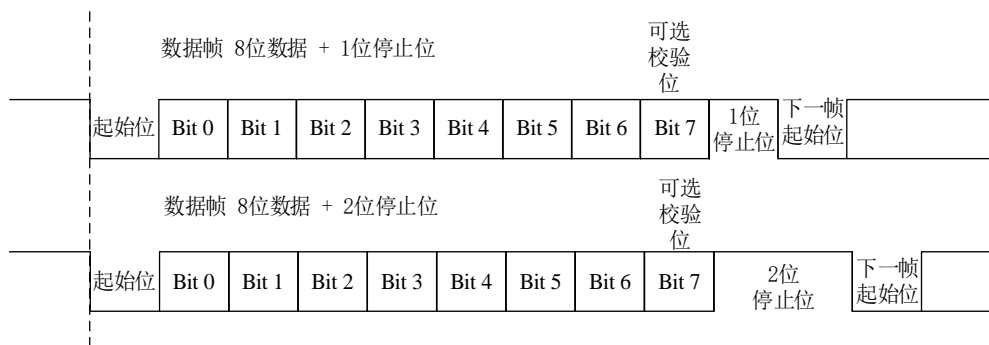 数据帧 8位数据 + 1位停止位
可选
校验
位
起始位 Bit 0 Bit 1 Bit 2 Bit 3 Bit 4 Bit 5 Bit 6 Bit 7
1位
停止位
下一帧
起始位
数据帧 8位数据 + 2位停止位
可选
校验
位
起始位 Bit 0 Bit 1 Bit 2 Bit 3 Bit 4 Bit 5 Bit 6 Bit 7
2位
停止位
下一帧
起始位